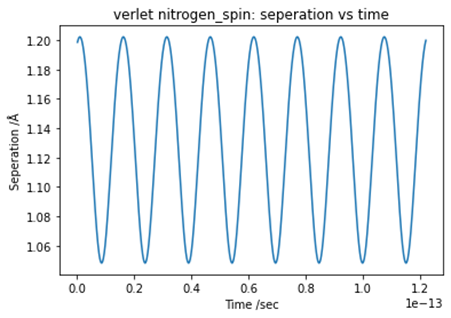 verlet nitrogen_spin: seperation vs time
1.20
1.18
1.16
1.14
1.12
1.10
1.08
1.06
Seperation /Å
0.0 0.2 0.4 0.6 0.8 1.0 1.2
1e−13
Time /sec